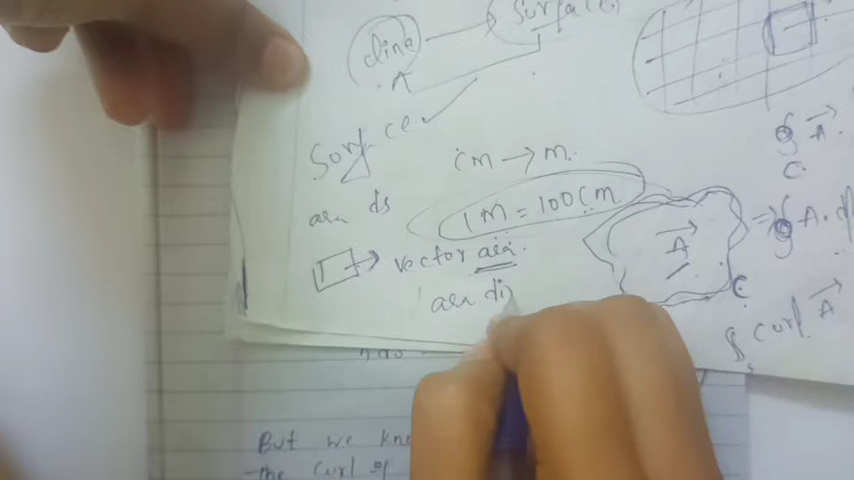 line → Surface
Surface ✓
cm → m.
area ds
1 m = 100 cm
→ vector area.
area di
A
C
∮ A.
C
⇒ ∮ A. d
∮s curl. A
But we kno
the curl of